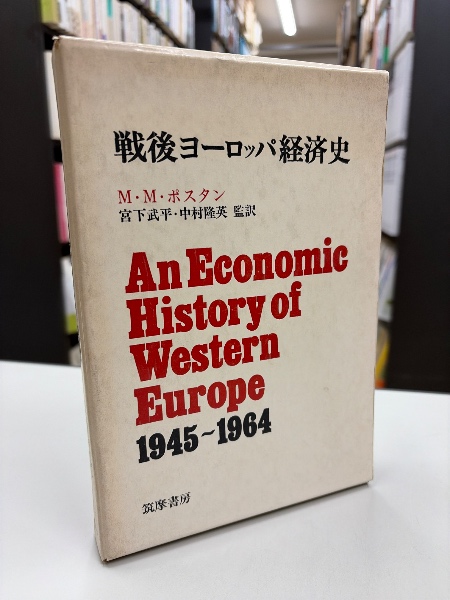 戦後ヨーロッパ経済史
M・M・ポスタン
宮下武平・中村隆英 監訳
An Economic
History of
Western
Europe
1945~1964
筑摩書房